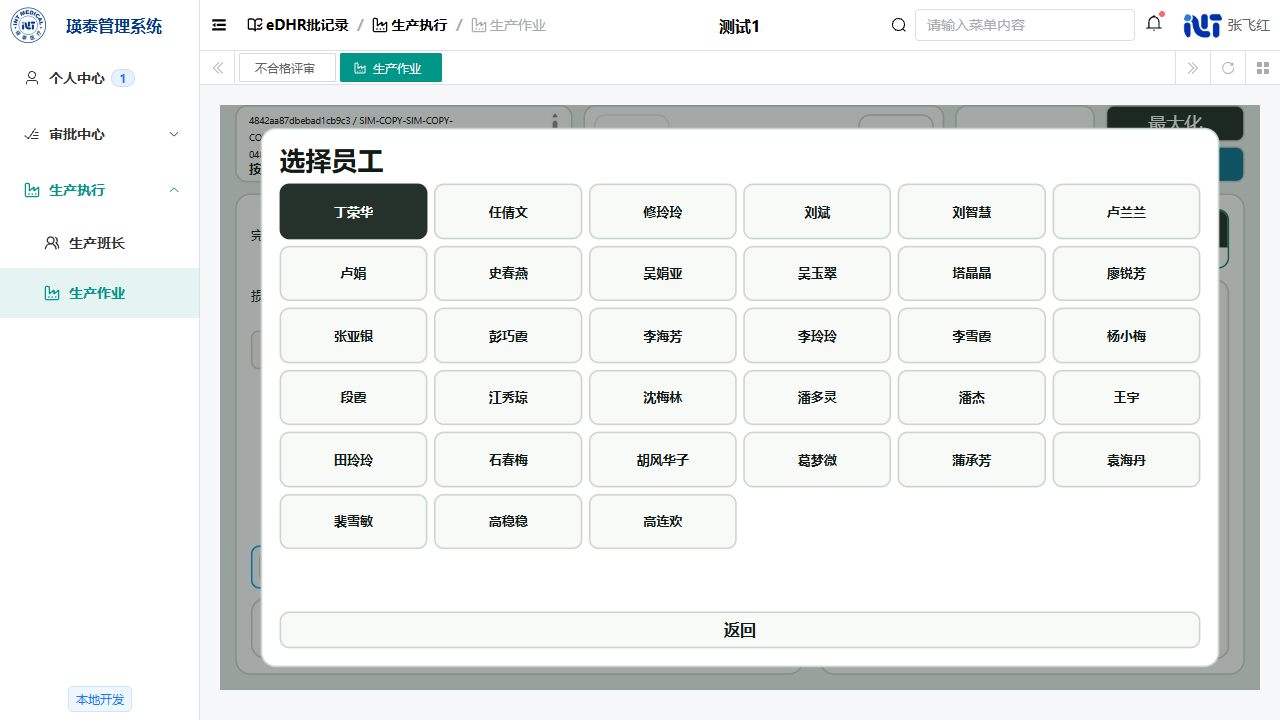 瑛泰管理系统
eDHR批记录 / 生产执行 / 生产作业
测试1
请输入菜单内容
张飞红
个人中心 1
审批中心
生产执行
生产班长
生产作业
本地开发
不合格评审
生产作业
4842aa87dbebad1cb9c3 / SIM-COPY-SIM-COPY-
最大化
选择员工
丁荣华 任倩文 修玲玲 刘斌 刘智慧 卢兰兰
卢娟 史春燕 吴娟亚 吴玉翠 塔晶晶 廖锐芳
张亚银 彭巧霞 李海芳 李玲玲 李雪霞 杨小梅
段霞 江秀琼 沈梅林 潘多灵 潘杰 王宇
田玲玲 石春梅 胡风华子 葛梦微 蒲承芳 袁海丹
裴雪敏 高稳稳 高连欢
返回